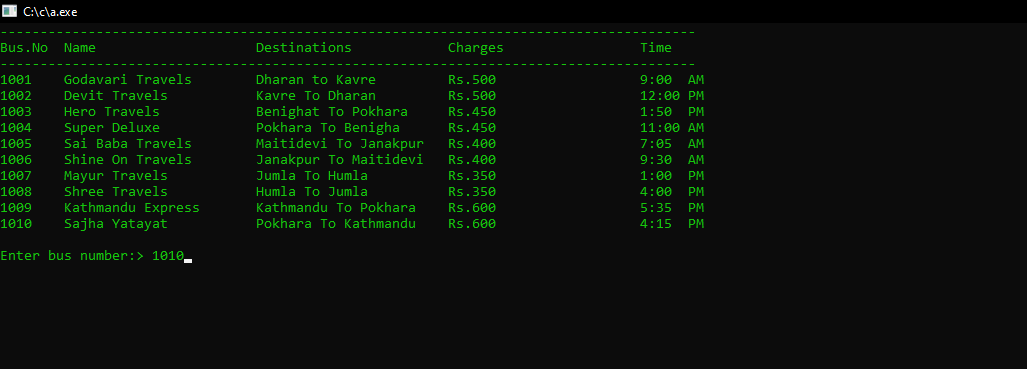 C:\c\a.exe
---------------------------------------------------------------------------------------
Bus.No  Name                    Destinations            Charges                 Time
---------------------------------------------------------------------------------------
1001    Godavari Travels        Dharan to Kavre         Rs.500                  9:00  AM
1002    Devit Travels           Kavre To Dharan         Rs.500                  12:00 PM
1003    Hero Travels            Benighat To Pokhara     Rs.450                  1:50  PM
1004    Super Deluxe            Pokhara To Benigha      Rs.450                  11:00 AM
1005    Sai Baba Travels        Maitidevi To Janakpur   Rs.400                  7:05  AM
1006    Shine On Travels        Janakpur To Maitidevi   Rs.400                  9:30  AM
1007    Mayur Travels           Jumla To Humla          Rs.350                  1:00  PM
1008    Shree Travels           Humla To Jumla          Rs.350                  4:00  PM
1009    Kathmandu Express       Kathmandu To Pokhara    Rs.600                  5:35  PM
1010    Sajha Yatayat           Pokhara To Kathmandu    Rs.600                  4:15  PM
Enter bus number:> 1010